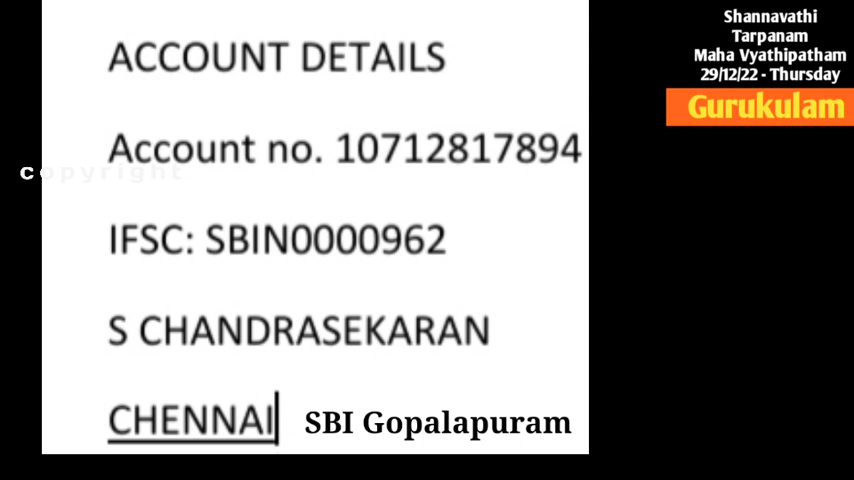 ACCOUNT DETAILS
Account no. 10712817894
copyright
IFSC: SBIN0000962
S CHANDRASEKARAN
CHENNAI SBI Gopalapuram
Shannavathi
Tarpanam
Maha Vyathipatham
29/12/22 - Thursday
Gurukulam